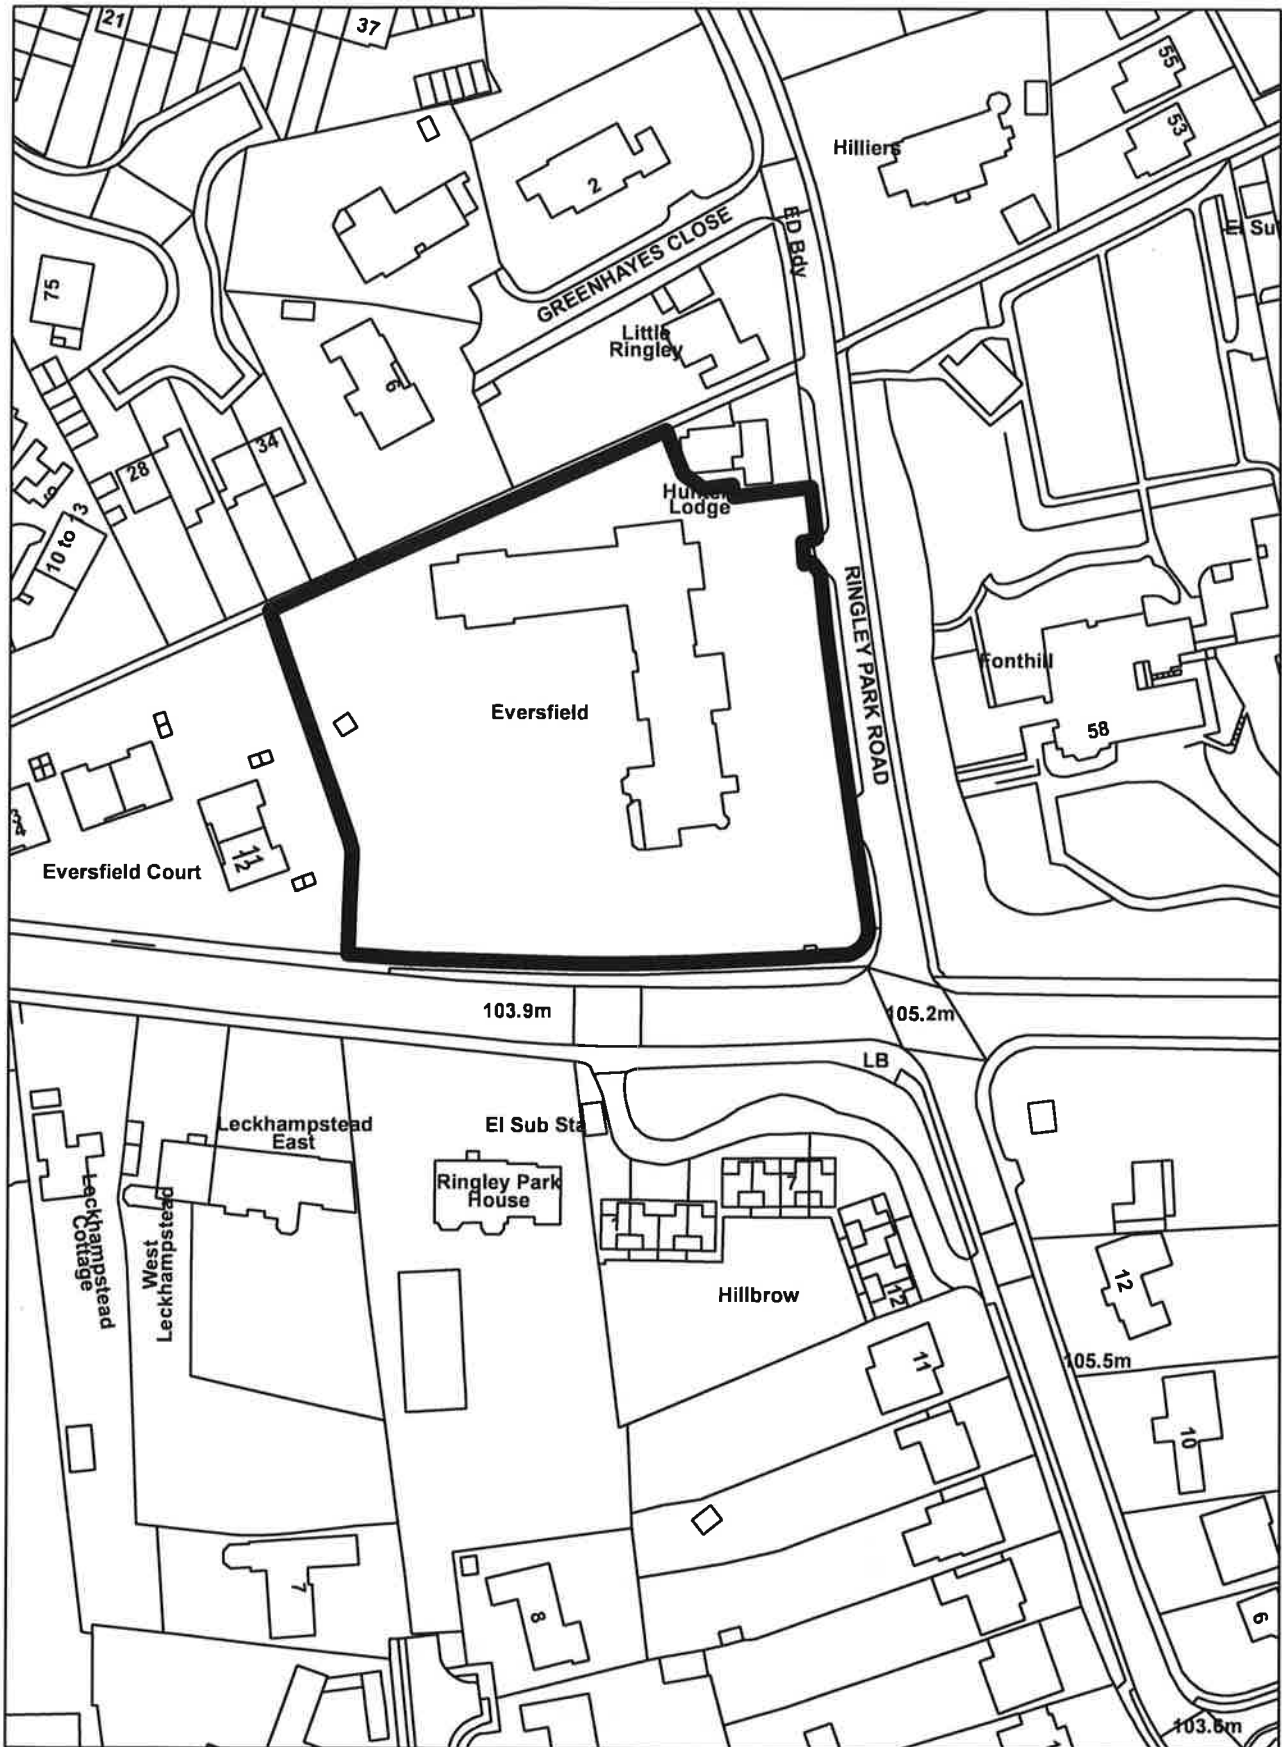 21
37
55
53
Hilliers
2
El Su
ED Bdy
GREENHAYES CLOSE
75
Little
Ringley
6
34
28
Lodge
10 to 13
RINGLEY PARK ROAD
Fonthill
Eversfield
58
11
12
Eversfield Court
103.9m
105.2m
LB
Leckhampstead
East
El Sub Sta
Ringley Park
House
7
1
Leckhampstead
Cottage
West
Leckhampstead
Hillbrow
12
12
11
105.5m
10
7
8
6
103.6m